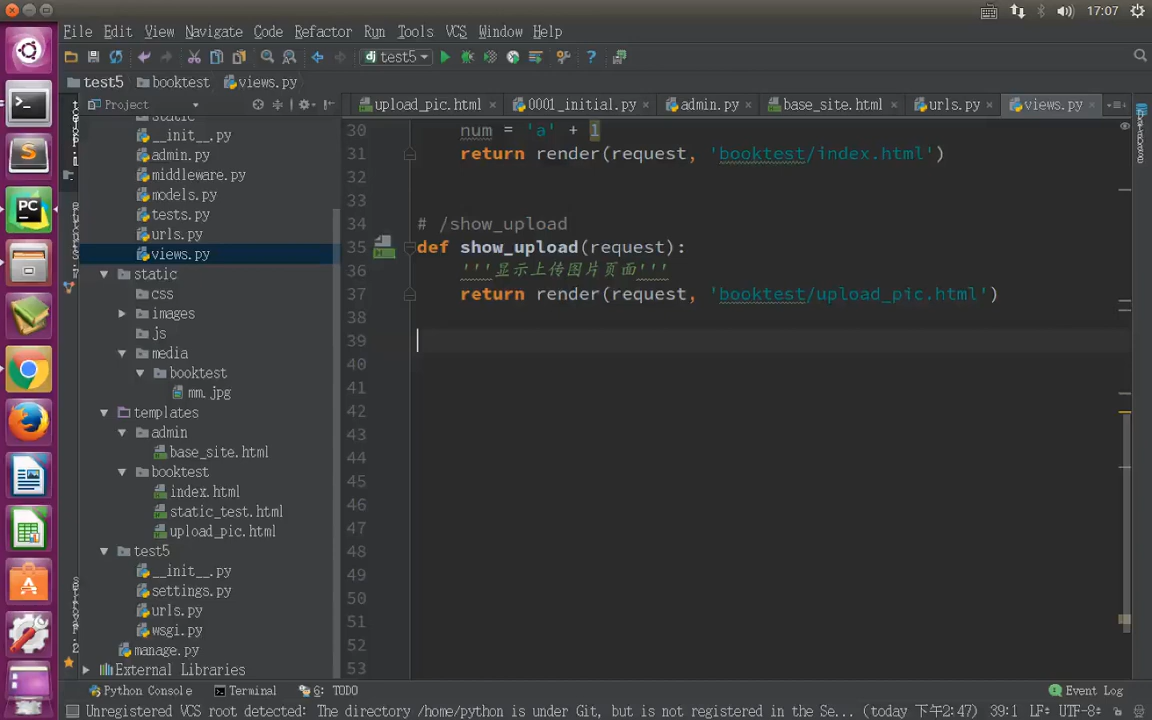 17:07
File Edit View Navigate Code Refactor Run Tools VCS Window Help
test5
test5 booktest views.py
Project
upload_pic.html 0001_initial.py admin.py base_site.html urls.py views.py
static
__init__.py
admin.py
middleware.py
models.py
tests.py
urls.py
views.py
static
css
images
js
media
booktest
mm.jpg
templates
admin
base_site.html
booktest
index.html
static_test.html
upload_pic.html
test5
__init__.py
settings.py
urls.py
wsgi.py
manage.py
External Libraries
30 num = 'a' + 1
31 return render(request, 'booktest/index.html')
32
33
34 # /show_upload
35 def show_upload(request):
36 '''显示上传图片页面'''
37 return render(request, 'booktest/upload_pic.html')
38
39
40
41
42
43
44
45
46
47
48
49
50
51
52
53
Python Console Terminal 6: TODO Event Log
Unregistered VCS root detected: The directory /home/python is under Git, but is not registered in the Se... (today 下午2:47) 39:1 LF: UTF-8: